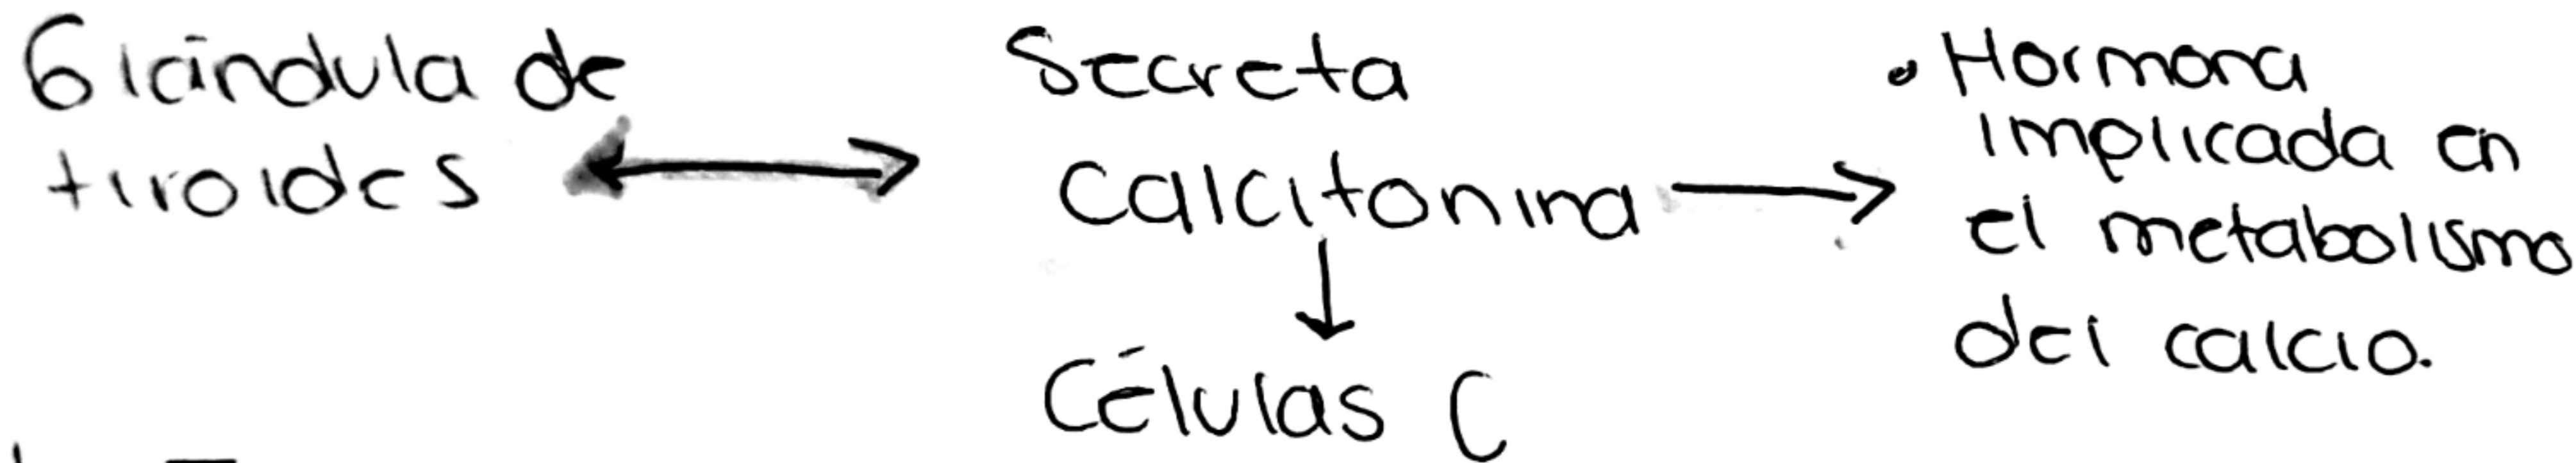 Glándula de
tiroides
Secreta
Calcitonina
Células C
• Hormona
implicada en
el metabolismo
del calcio.